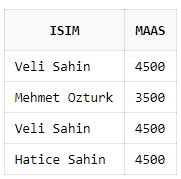 ISIM MAAS
Veli Sahin 4500
Mehmet Ozturk 3500
Veli Sahin 4500
Hatice Sahin 4500